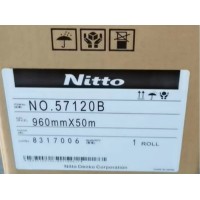 Nitto
NO.57120B
960mmX50m
8317006
1 ROLL
Nitto Denko Corporation